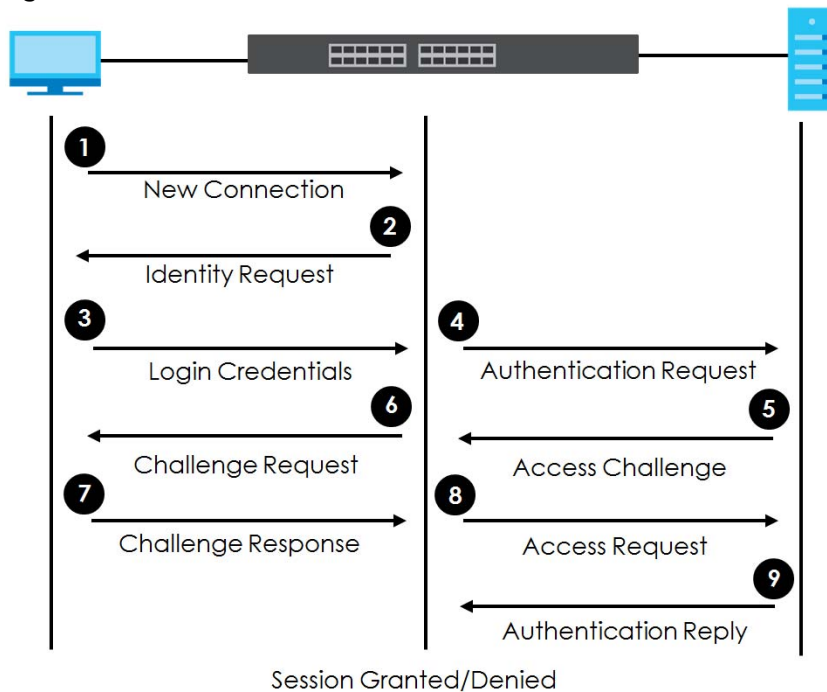 1
New Connection
2
Identity Request
3
4
Login Credentials
Authentication Request
6
5
Challenge Request
Access Challenge
7
8
Challenge Response
Access Request
9
Authentication Reply
Session Granted/Denied